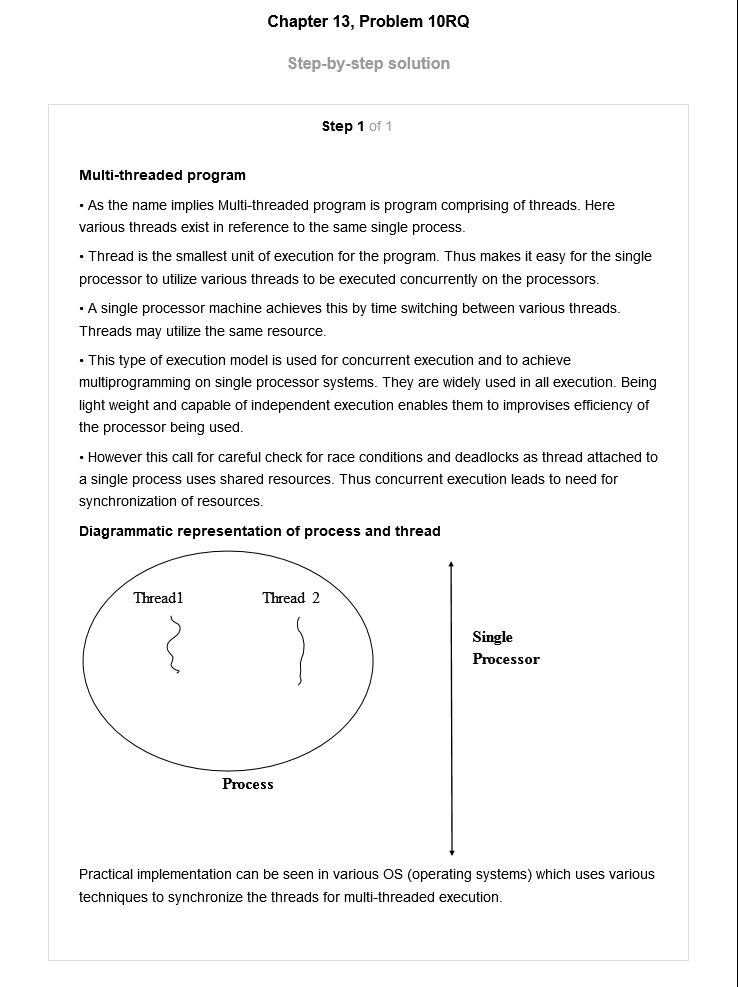 Chapter 13, Problem 10RQ
Step-by-step solution
Step 1 of 1
Multi-threaded program
• As the name implies Multi-threaded program is program comprising of threads. Here
various threads exist in reference to the same single process.
• Thread is the smallest unit of execution for the program. Thus makes it easy for the single
processor to utilize various threads to be executed concurrently on the processors.
• A single processor machine achieves this by time switching between various threads.
Threads may utilize the same resource.
• This type of execution model is used for concurrent execution and to achieve
multiprogramming on single processor systems. They are widely used in all execution. Being
light weight and capable of independent execution enables them to improvises efficiency of
the processor being used.
• However this call for careful check for race conditions and deadlocks as thread attached to
a single process uses shared resources. Thus concurrent execution leads to need for
synchronization of resources.
Diagrammatic representation of process and thread
Thread1
Thread 2
Single
Processor
Process
Practical implementation can be seen in various OS (operating systems) which uses various
techniques to synchronize the threads for multi-threaded execution.